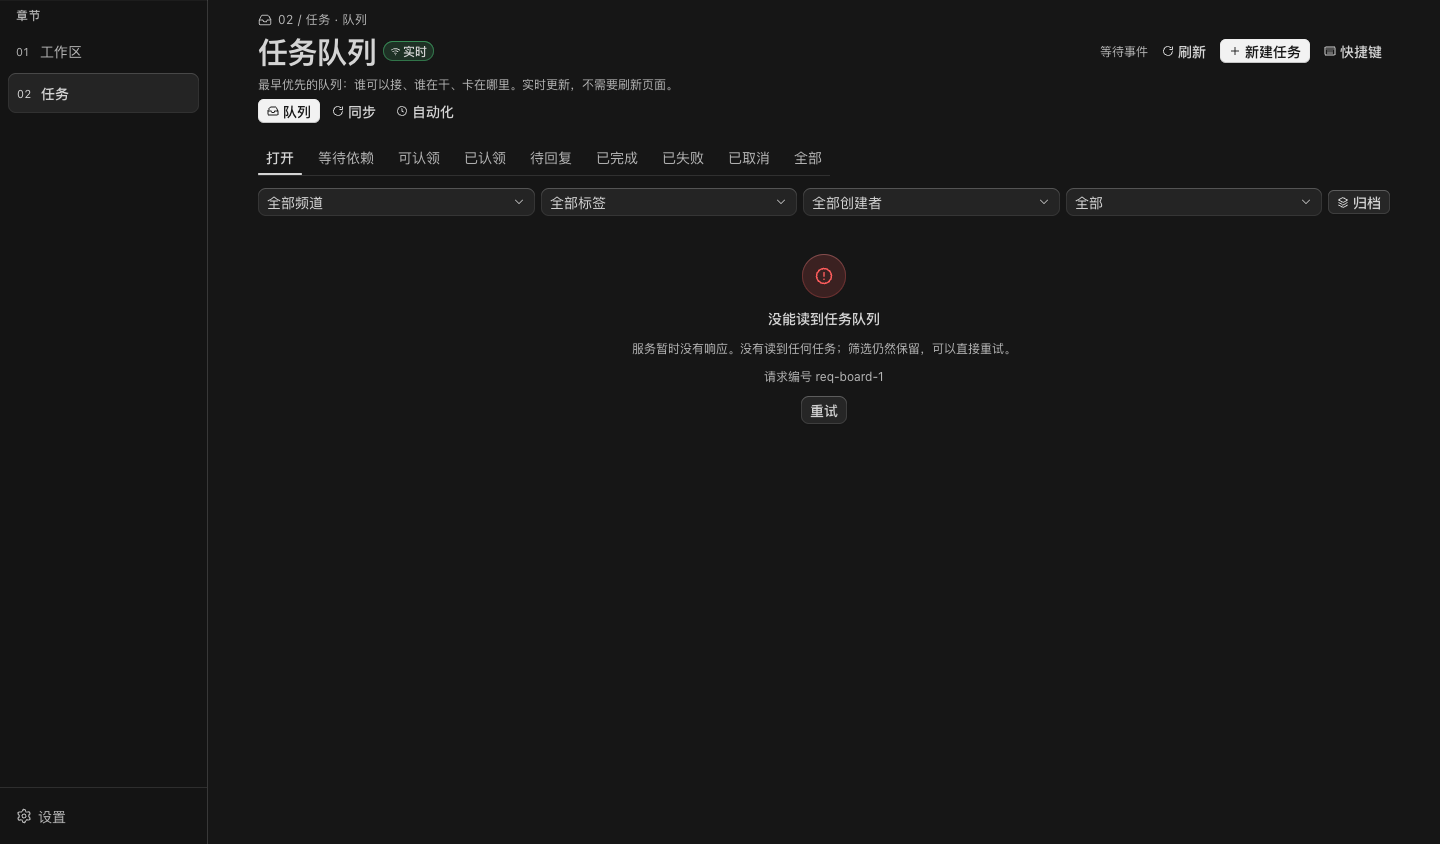 章节
01 工作区
02 任务
设置
02 / 任务 · 队列
任务队列 实时
等待事件 刷新 新建任务 快捷键
最早优先的队列：谁可以接、谁在干、卡在哪里。实时更新，不需要刷新页面。
队列 同步 自动化
打开 等待依赖 可认领 已认领 待回复 已完成 已失败 已取消 全部
全部频道 全部标签 全部创建者 全部 归档
没能读到任务队列
服务暂时没有响应。没有读到任何任务；筛选仍然保留，可以直接重试。
请求编号 req-board-1
重试